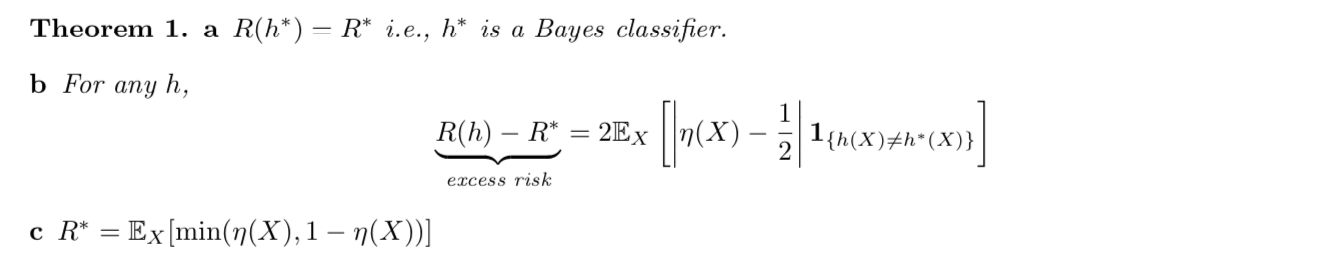 Theorem 1. a R(h*) = R* i.e., h* is a Bayes classifier.
b For any h,
R(h) − R* = 2𝔼_X [|η(X) − 1/2| 1_{h(X)≠h*(X)}]
excess risk
c R* = 𝔼_X[min(η(X), 1 − η(X))]